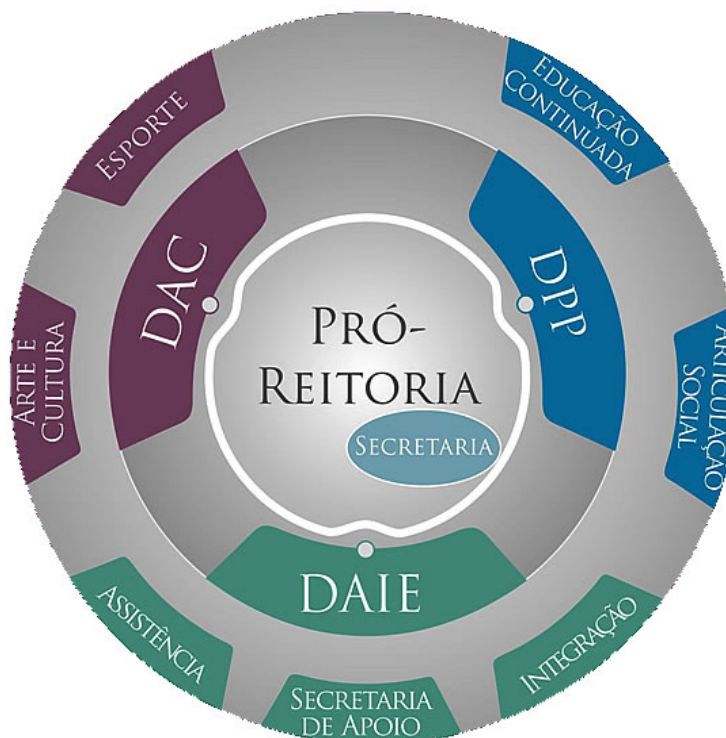 ESPORTE
EDUCAÇÃO
CONTINUADA
DAC
DPP
PRÓ-
REITORIA
SECRETARIA
ARTE E
CULTURA
ARTICULAÇÃO
SOCIAL
DAIE
ASSISTÊNCIA
SECRETARIA
DE APOIO
INTEGRAÇÃO